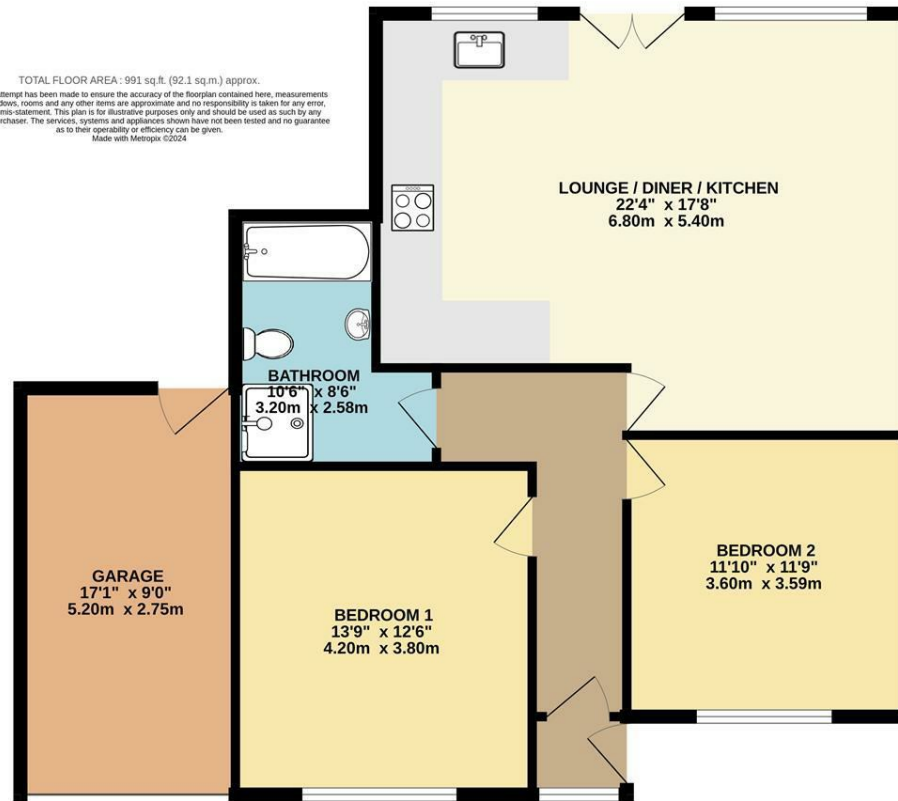 TOTAL FLOOR AREA : 991 sq.ft. (92.1 sq.m.) approx.
attempt has been made to ensure the accuracy of the floorplan contained here, measurements
rooms and any other items are approximate and no responsibility is taken for any error,
mis-statement. This plan is for illustrative purposes only and should be used as such by any
The services, systems and appliances shown have not been tested and no guarantee
as to their operability or efficiency can be given.
Made with Metropix ©2024
LOUNGE / DINER / KITCHEN
22'4" x 17'8"
6.80m x 5.40m
BATHROOM
10'6" x 8'6"
3.20m x 2.58m
GARAGE
17'1" x 9'0"
5.20m x 2.75m
BEDROOM 1
13'9" x 12'6"
4.20m x 3.80m
BEDROOM 2
11'10" x 11'9"
3.60m x 3.59m